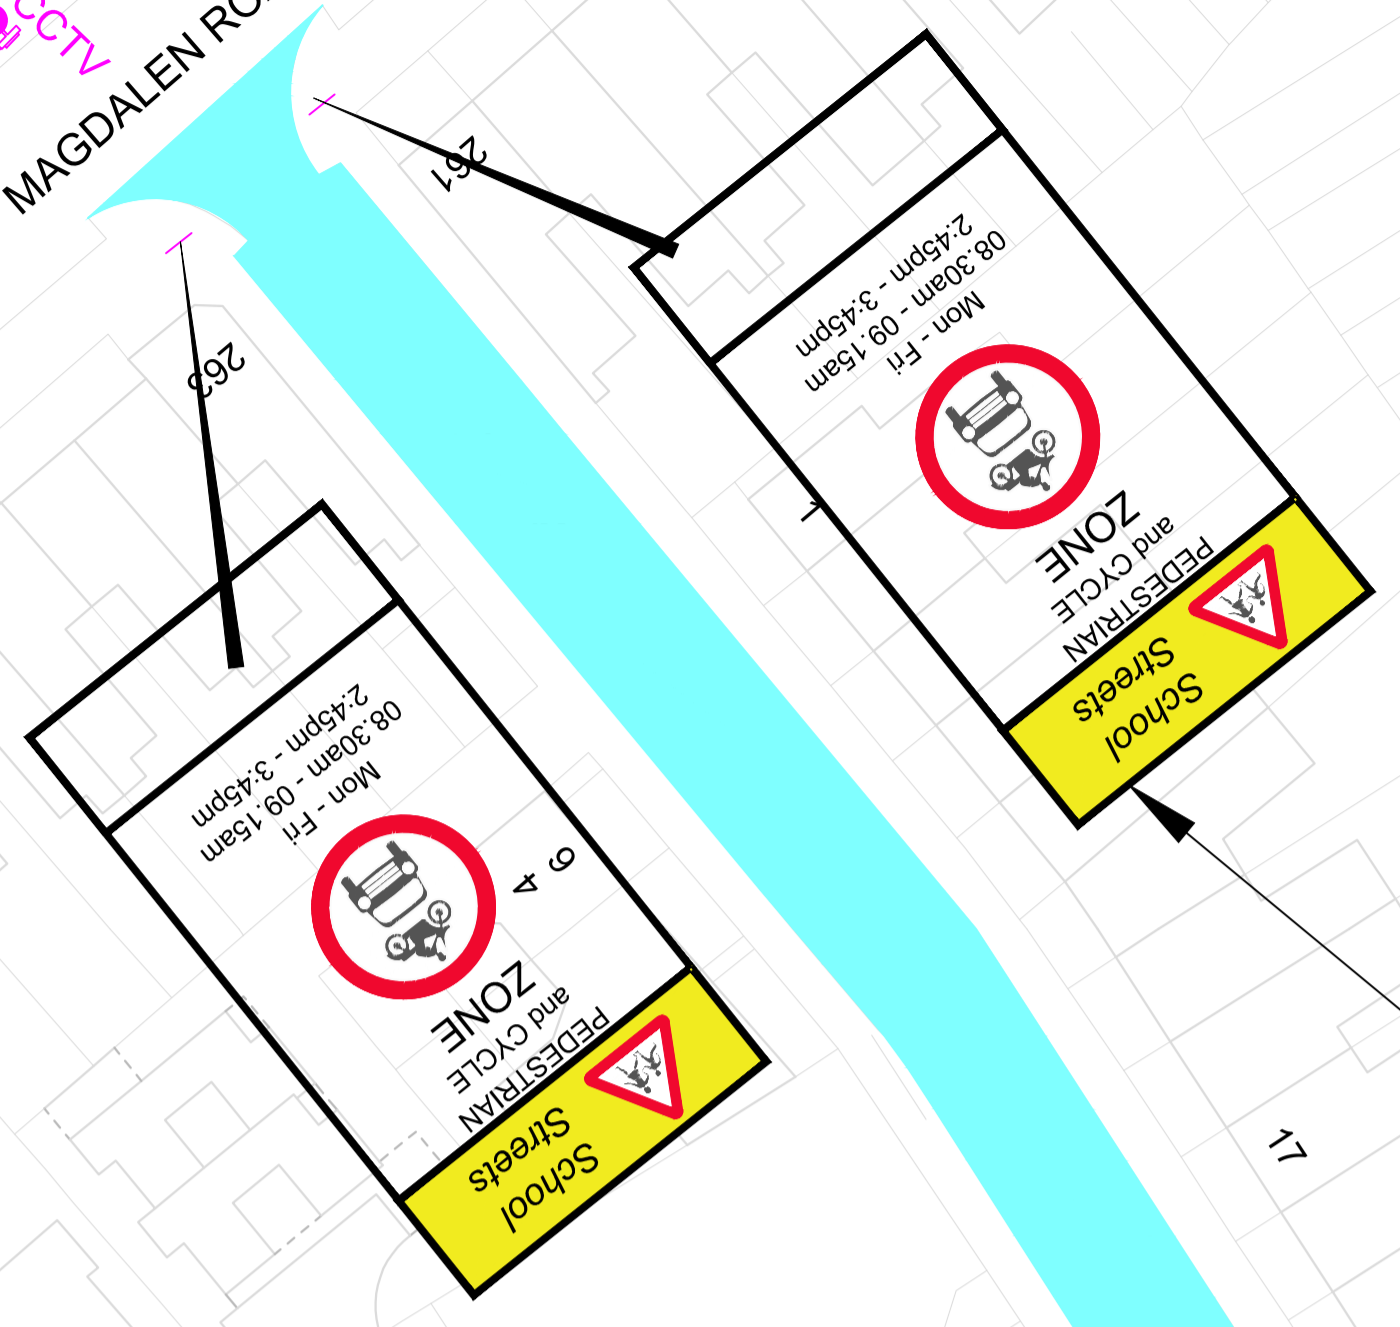 CCTV
MAGDALEN RO
261
263
School
Streets
PEDESTRIAN
and CYCLE
ZONE
Mon - Fri
08.30am - 09.15am
2:45pm - 3:45pm
1
School
Streets
PEDESTRIAN
and CYCLE
ZONE
Mon - Fri
08.30am - 09.15am
2:45pm - 3:45pm
4
17